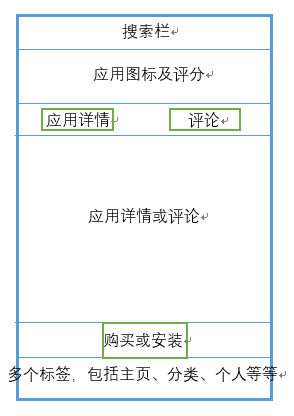 搜索栏
应用图标及评分
应用详情 评论
应用详情或评论
购买或安装
多个标签，包括主页、分类、个人等等